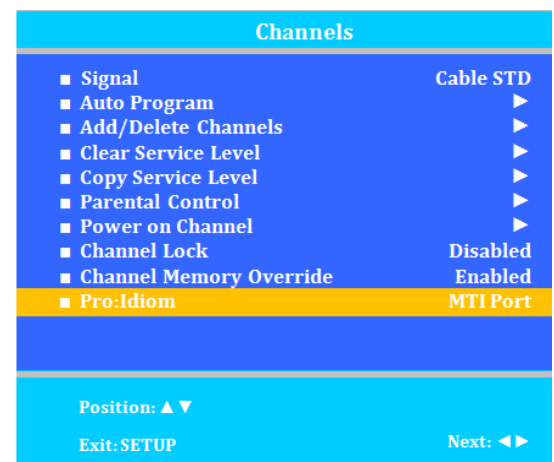 Channels
■ Signal Cable STD
■ Auto Program ►
■ Add/Delete Channels ►
■ Clear Service Level ►
■ Copy Service Level ►
■ Parental Control ►
■ Power on Channel ►
■ Channel Lock Disabled
■ Channel Memory Override Enabled
■ Pro:Idiom MTI Port
Position: ▲▼
Exit: SETUP Next: ◄►